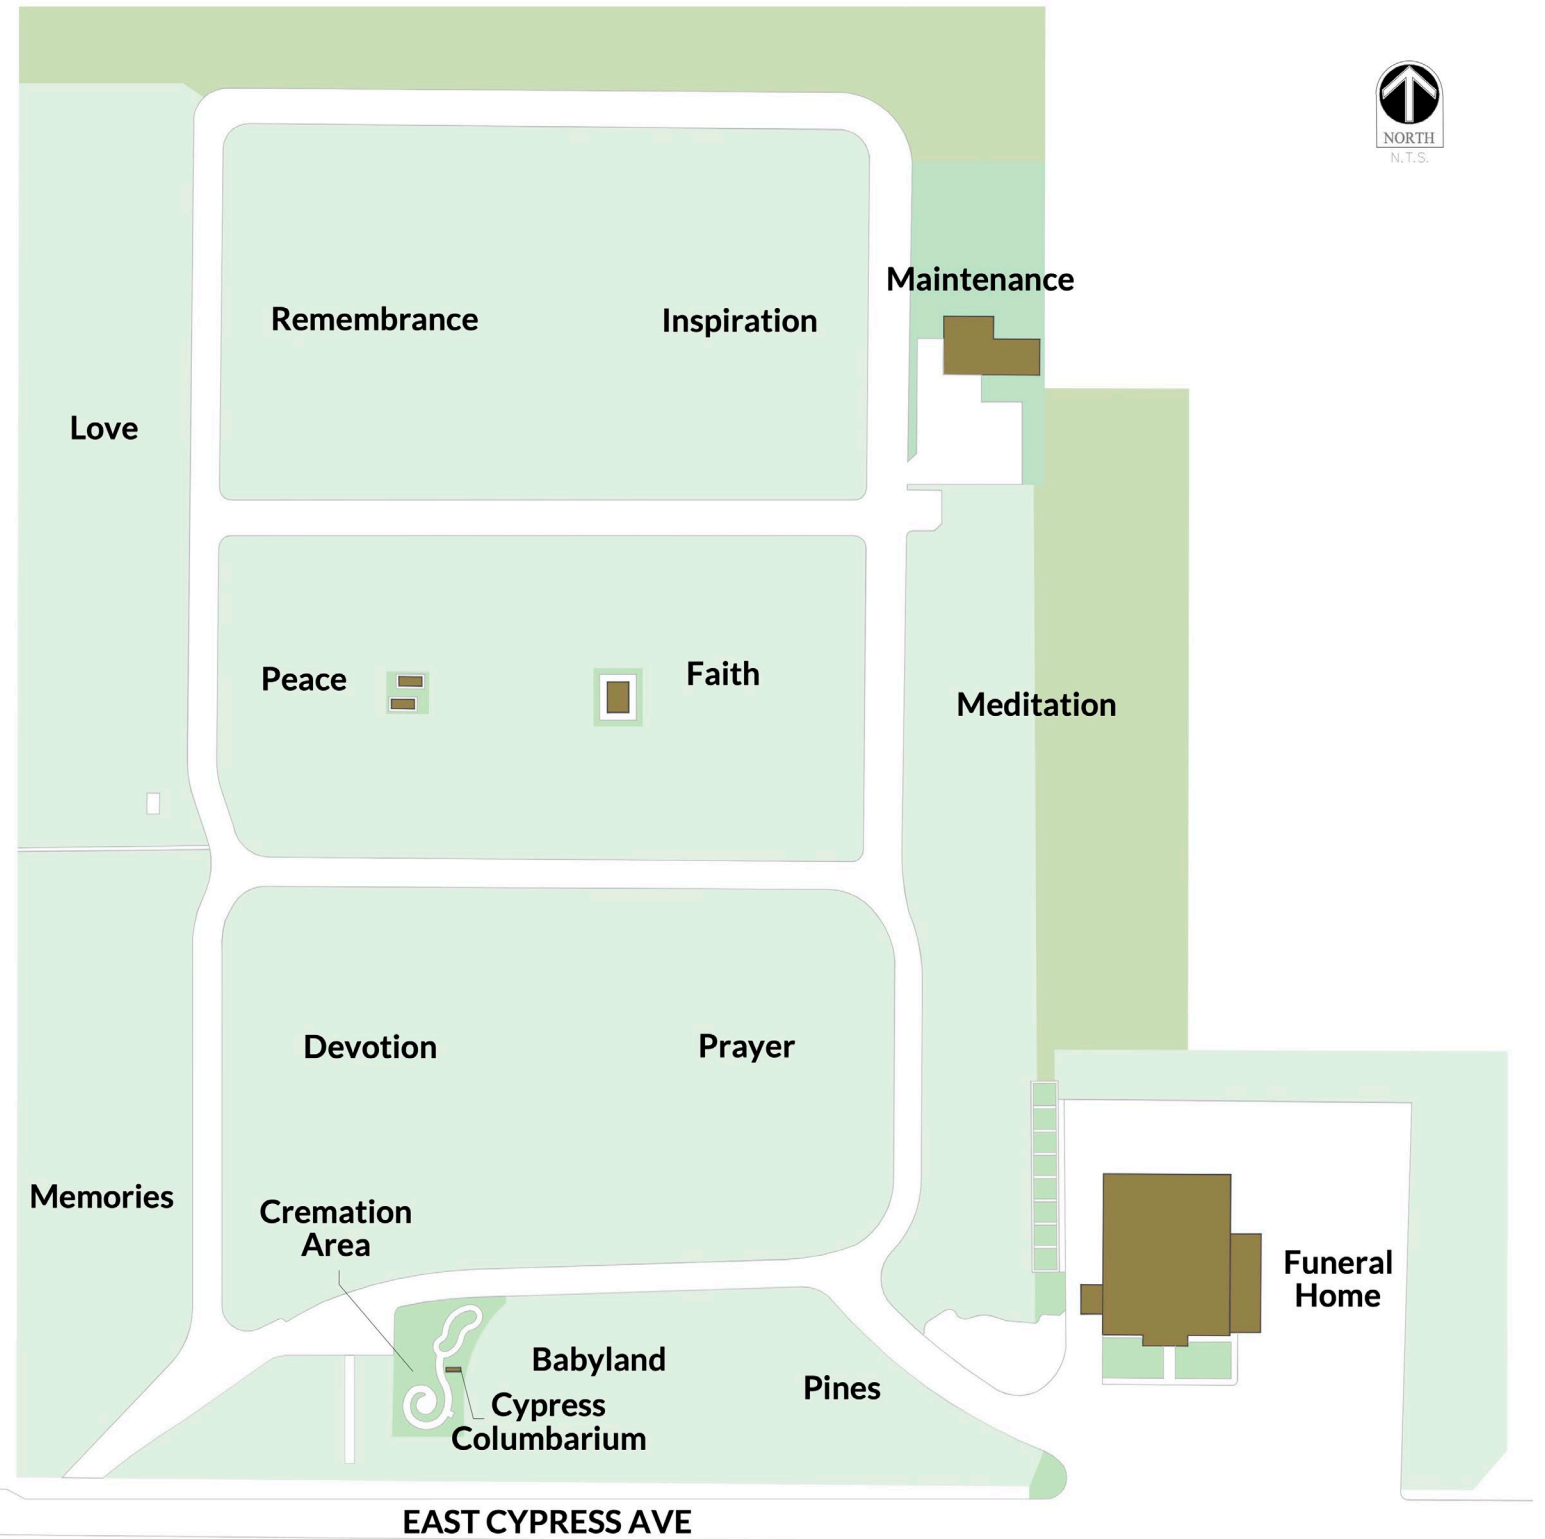 NORTH
N.T.S.
Maintenance
Remembrance
Inspiration
Love
Peace
Faith
Meditation
Devotion
Prayer
Memories
Cremation
Area
Funeral
Home
Babyland
Pines
Cypress
Columbarium
EAST CYPRESS AVE